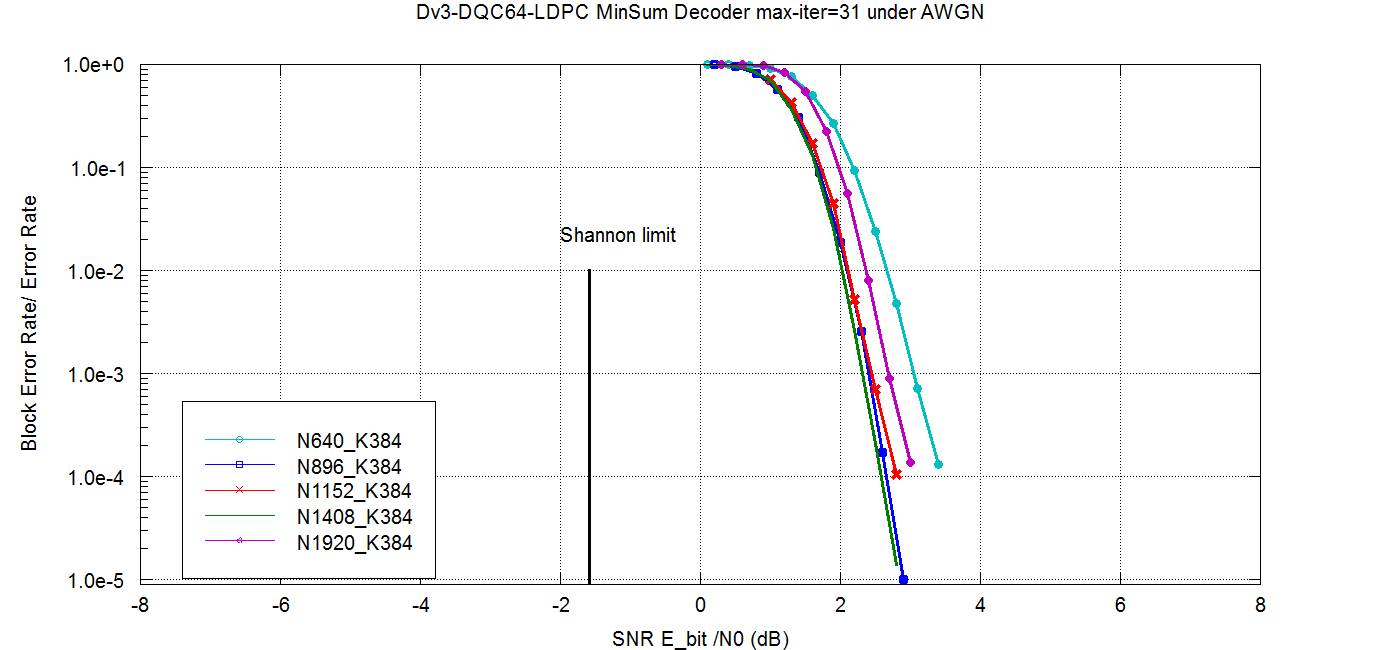 Dv3-DQC64-LDPC MinSum Decoder max-iter=31 under AWGN
1.0e+0
1.0e-1
1.0e-2
1.0e-3
1.0e-4
1.0e-5
Block Error Rate/ Error Rate
Shannon limit
N640_K384
N896_K384
N1152_K384
N1408_K384
N1920_K384
-8 -6 -4 -2 0 2 4 6 8
SNR E_bit /N0 (dB)